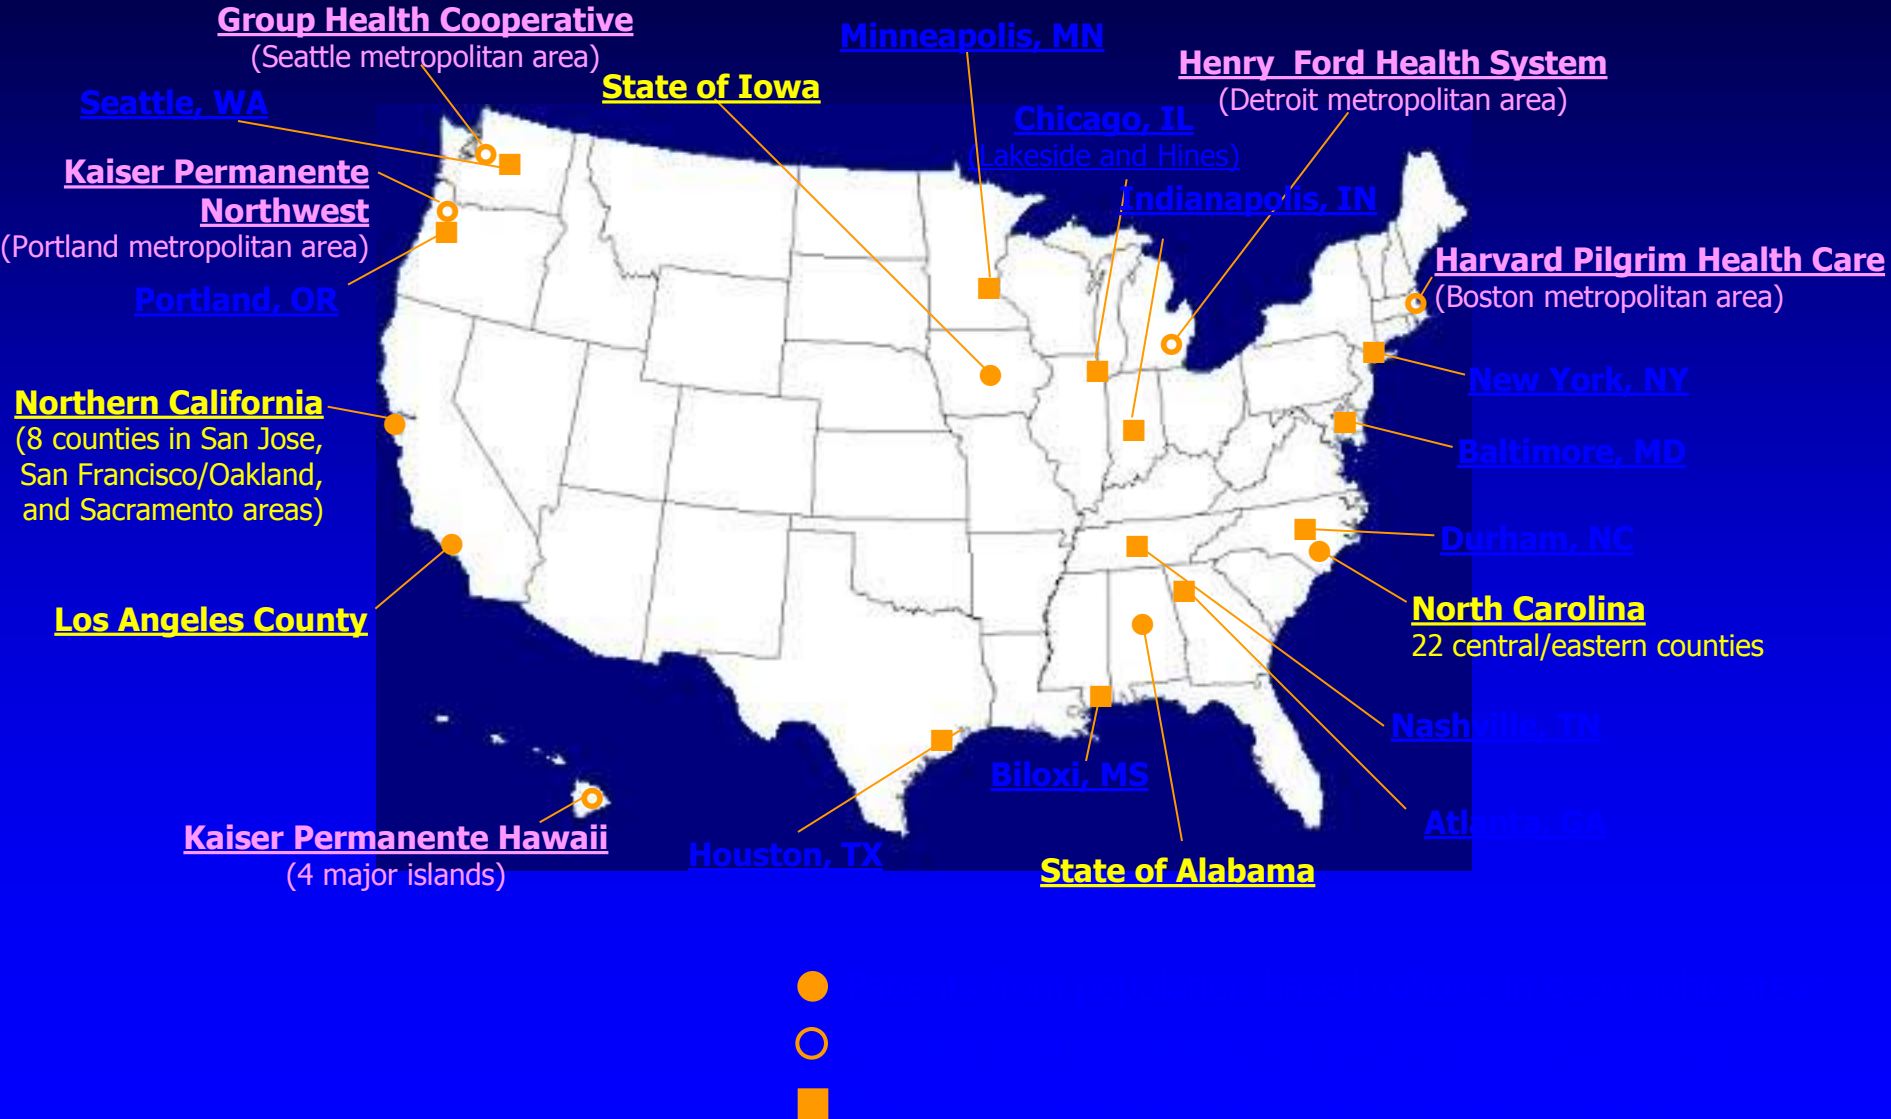 Group Health Cooperative
(Seattle metropolitan area)
Minneapolis, MN
Henry Ford Health System
(Detroit metropolitan area)
State of Iowa
Seattle, WA
Chicago, IL
(Lakeside and Hines)
Kaiser Permanente
Northwest
(Portland metropolitan area)
Indianapolis, IN
Portland, OR
Harvard Pilgrim Health Care
(Boston metropolitan area)
New York, NY
Northern California
(8 counties in San Jose,
San Francisco/Oakland,
and Sacramento areas)
Baltimore, MD
Durham, NC
Los Angeles County
North Carolina
22 central/eastern counties
Nashville, TN
Biloxi, MS
Atlanta, GA
Kaiser Permanente Hawaii
(4 major islands)
Houston, TX
State of Alabama